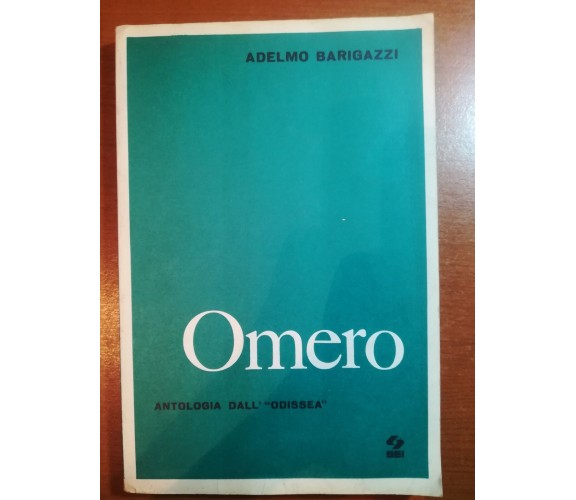 ADELMO BARIGAZZI
Omero
ANTOLOGIA DALL' "ODISSEA"